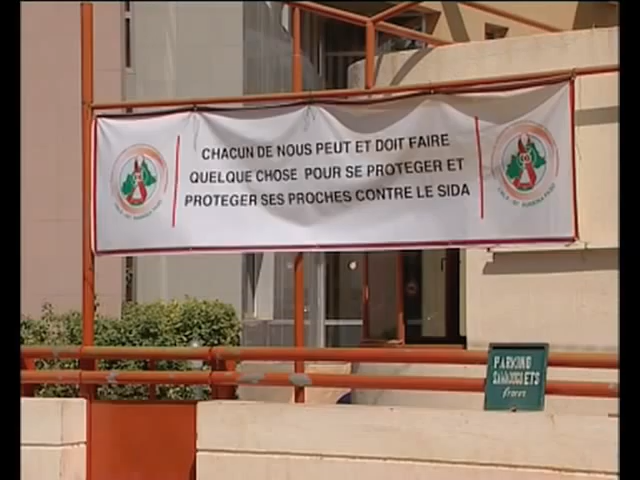 CHACUN DE NOUS PEUT ET DOIT FAIRE
QUELQUE CHOSE POUR SE PROTEGER ET
PROTEGER SES PROCHES CONTRE LE SIDA
PARKING